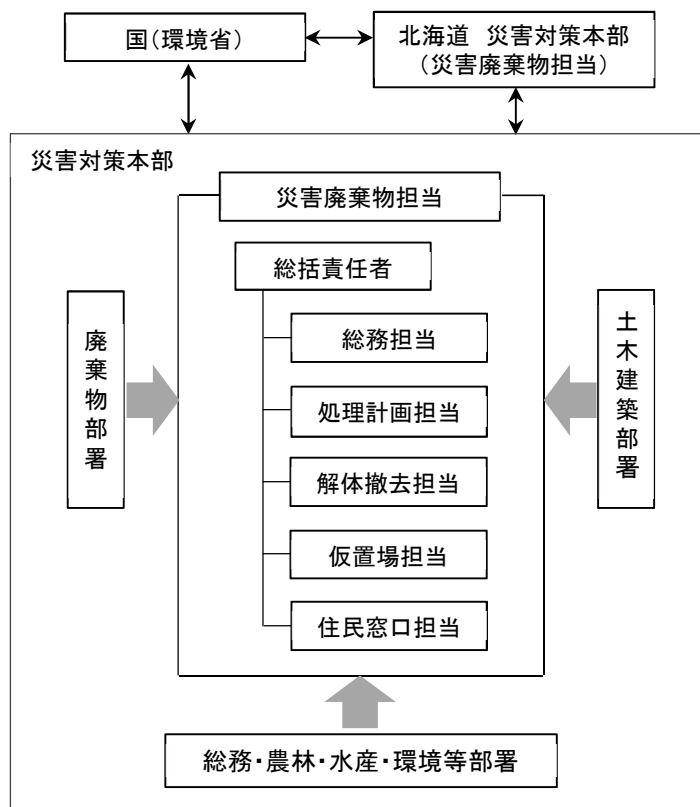 国（環境省）
北海道　災害対策本部
（災害廃棄物担当）
災害対策本部
災害廃棄物担当
総括責任者
総務担当
処理計画担当
解体撤去担当
仮置場担当
住民窓口担当
廃棄物部署
土木建築部署
総務・農林・水産・環境等部署